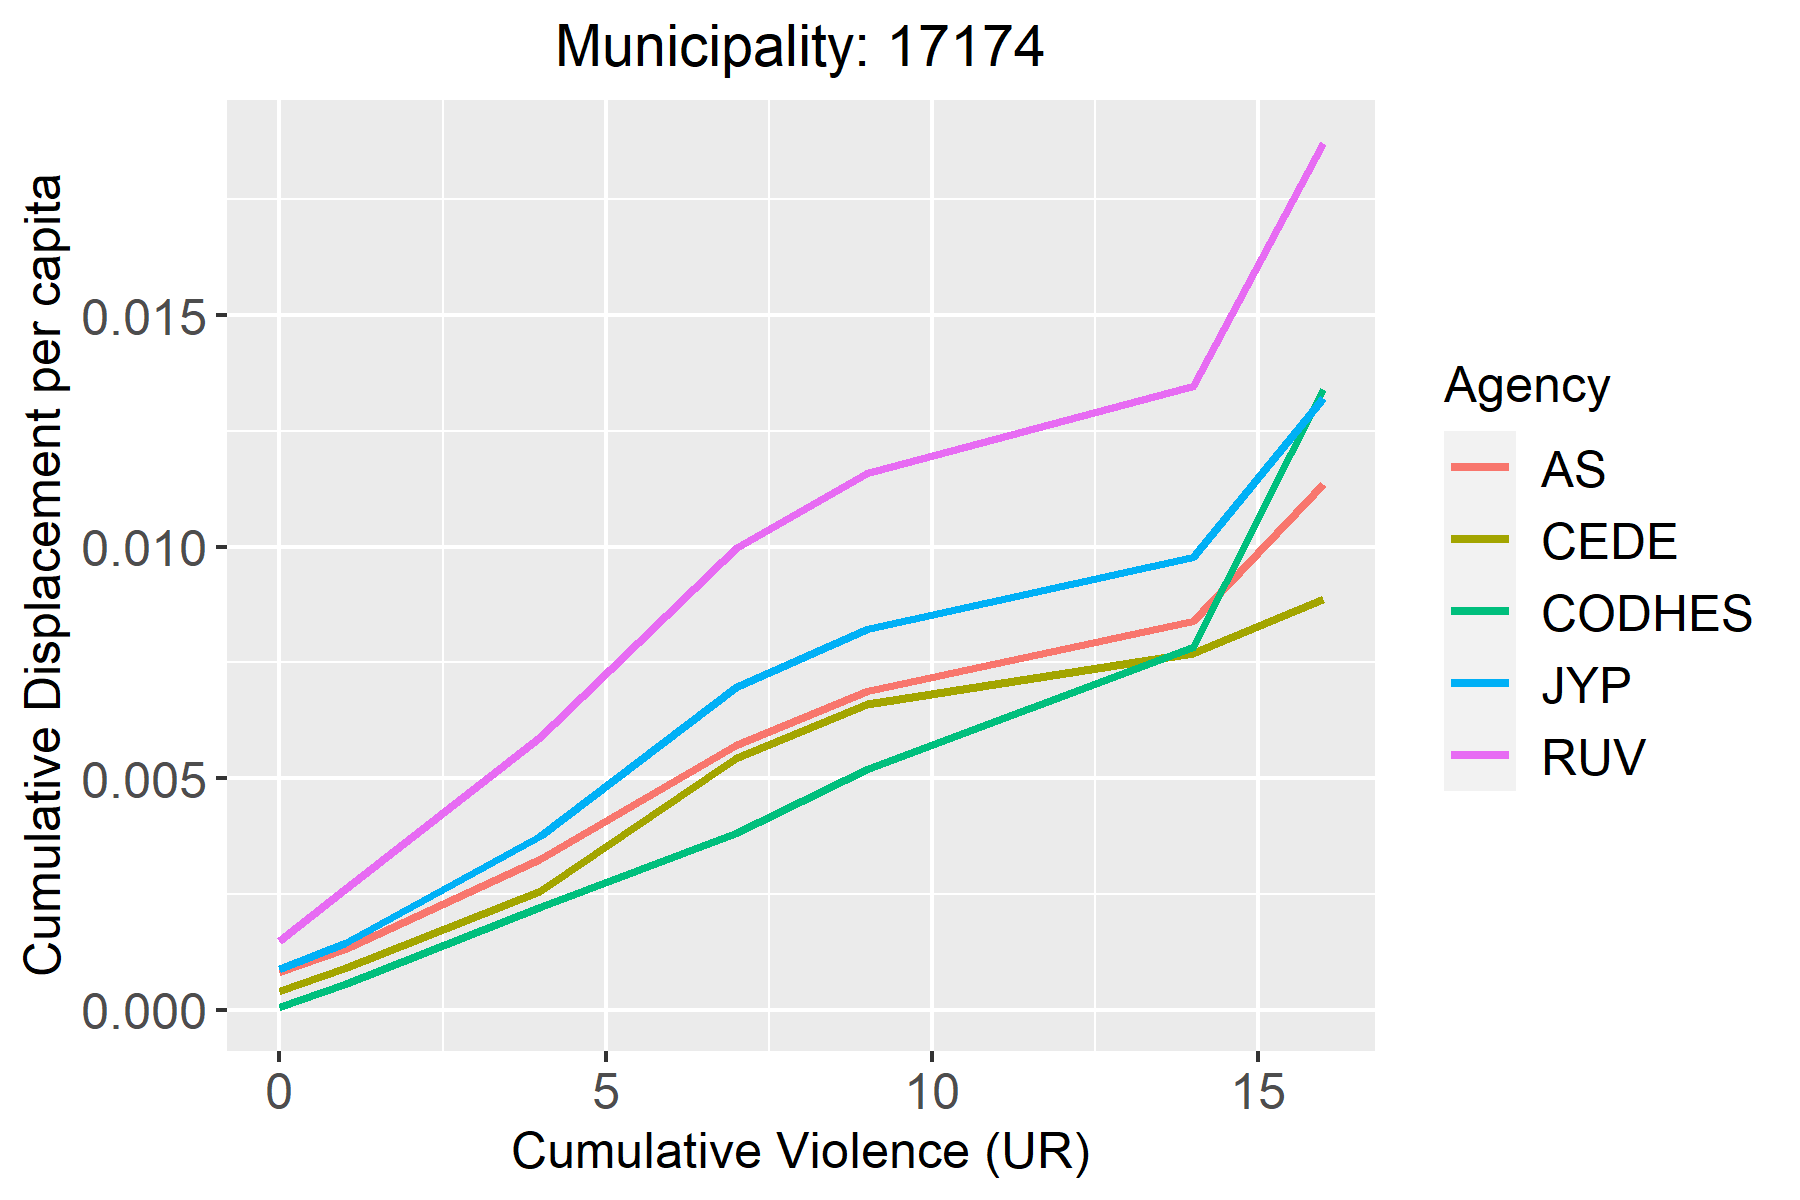 Municipality: 17174
Cumulative Displacement per capita
0.015
0.010
0.005
0.000
0 5 10 15
Cumulative Violence (UR)
Agency
AS
CEDE
CODHES
JYP
RUV